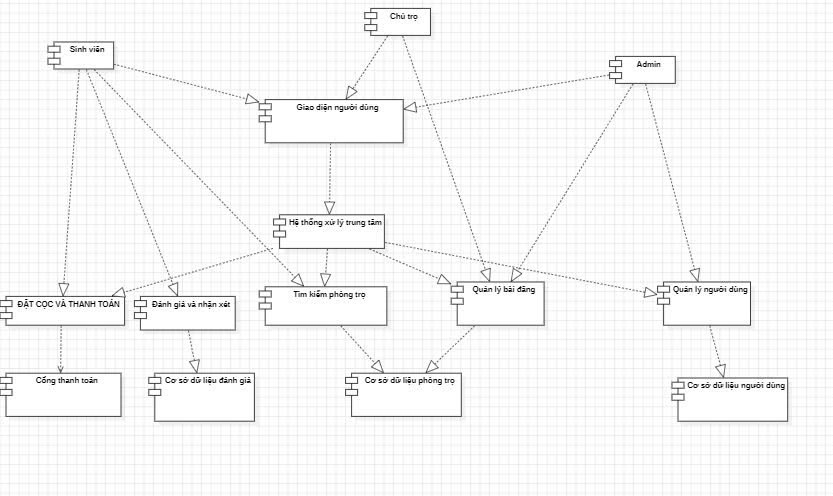 Chủ trọ
Sinh viên
Admin
Giao diện người dùng
Hệ thống xử lý trung tâm
ĐẶT CỌC VÀ THANH TOÁN
Đánh giá và nhận xét
Tìm kiếm phòng trọ
Quản lý bài đăng
Quản lý người dùng
Cổng thanh toán
Cơ sở dữ liệu đánh giá
Cơ sở dữ liệu phòng trọ
Cơ sở dữ liệu người dùng